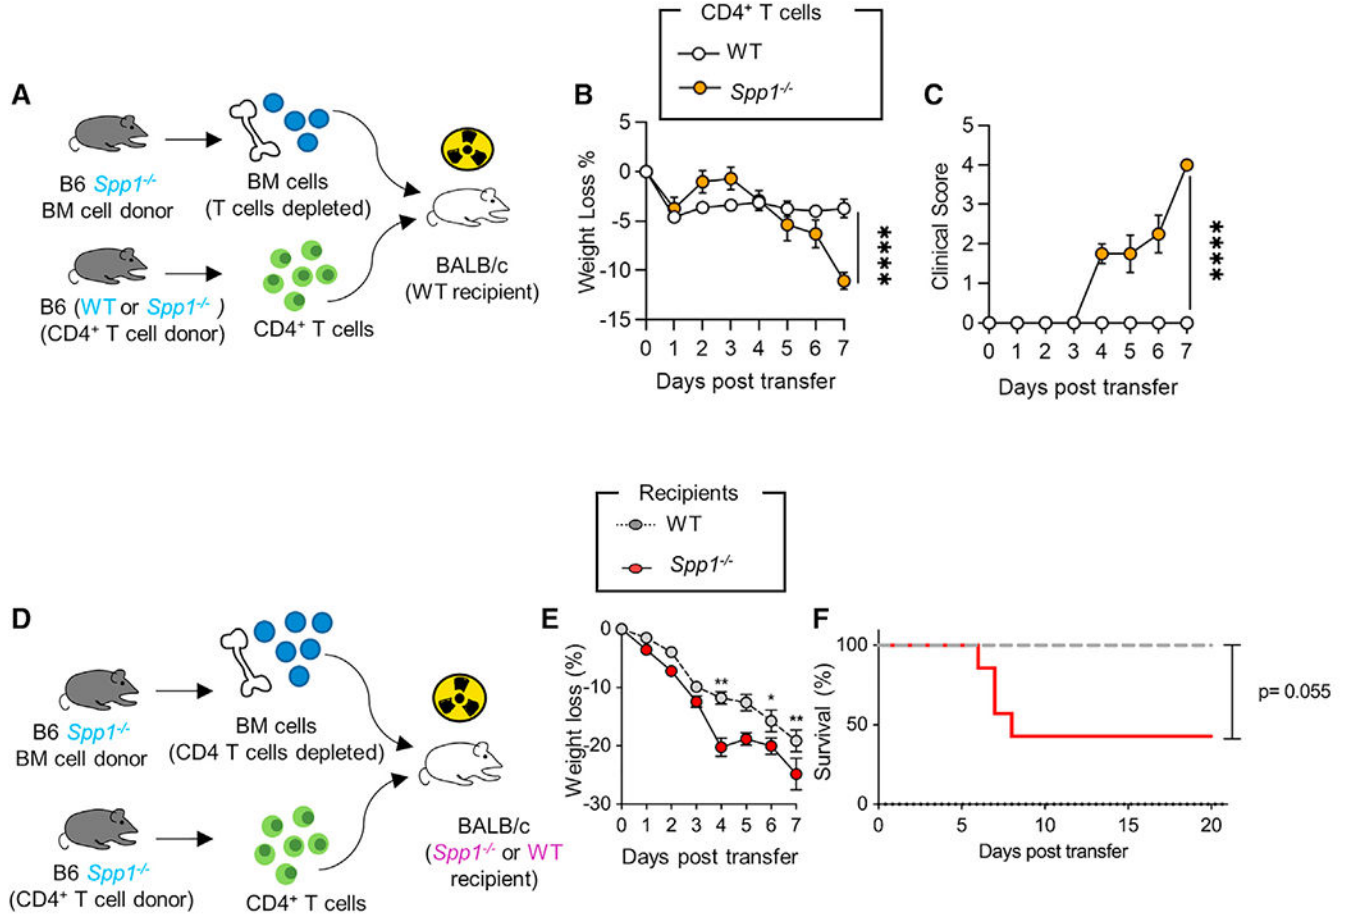 CD4⁺ T cells
WT
Spp1⁻/⁻
A
B6 Spp1⁻/⁻
BM cell donor
BM cells
(T cells depleted)
B6 (WT or Spp1⁻/⁻ )
(CD4⁺ T cell donor)
CD4⁺ T cells
BALB/c
(WT recipient)
B
Weight Loss %
5
0
-5
-10
-15
0 1 2 3 4 5 6 7
Days post transfer
****
C
Clinical Score
5
4
3
2
1
0
0 1 2 3 4 5 6 7
Days post transfer
****
Recipients
WT
Spp1⁻/⁻
D
B6 Spp1⁻/⁻
BM cell donor
BM cells
(CD4 T cells depleted)
B6 Spp1⁻/⁻
(CD4⁺ T cell donor)
CD4⁺ T cells
BALB/c
(Spp1⁻/⁻ or WT
recipient)
E
Weight loss (%)
0
-10
-20
-30
** * **
0 1 2 3 4 5 6 7
Days post transfer
F
Survival (%)
100
50
0
0 5 10 15 20
Days post transfer
p= 0.055